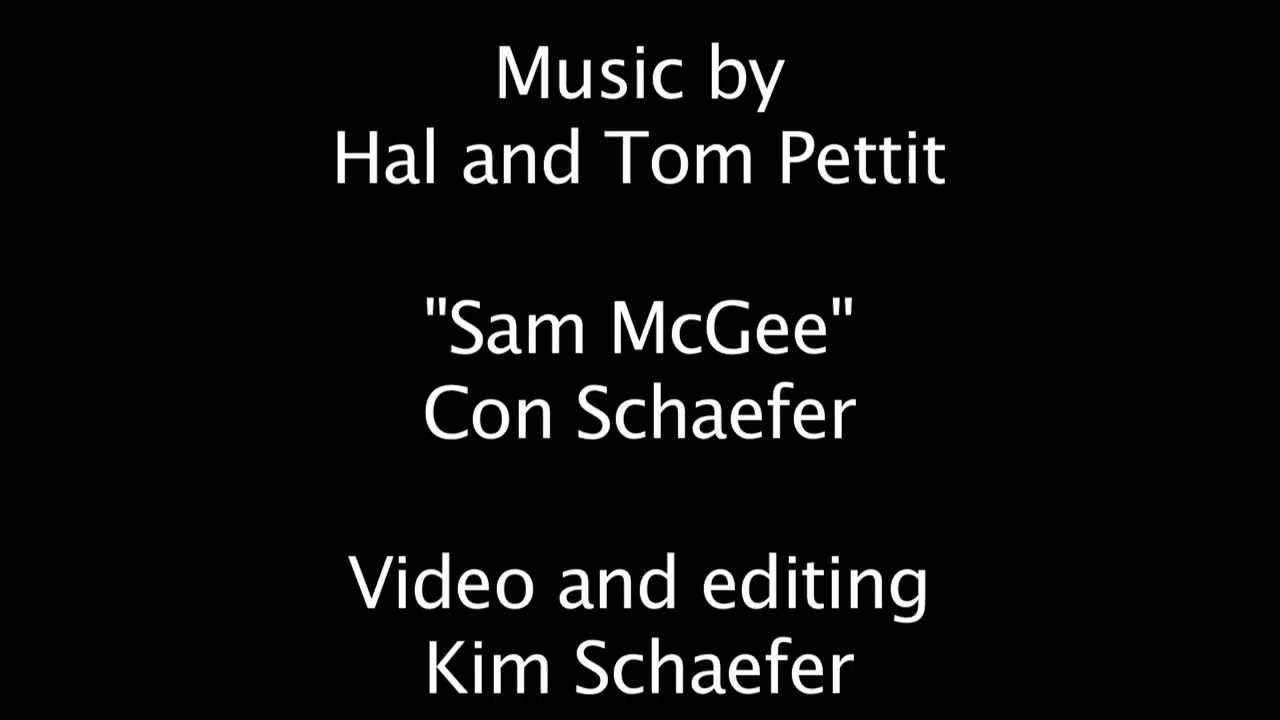 Music by
Hal and Tom Pettit
"Sam McGee"
Con Schaefer
Video and editing
Kim Schaefer